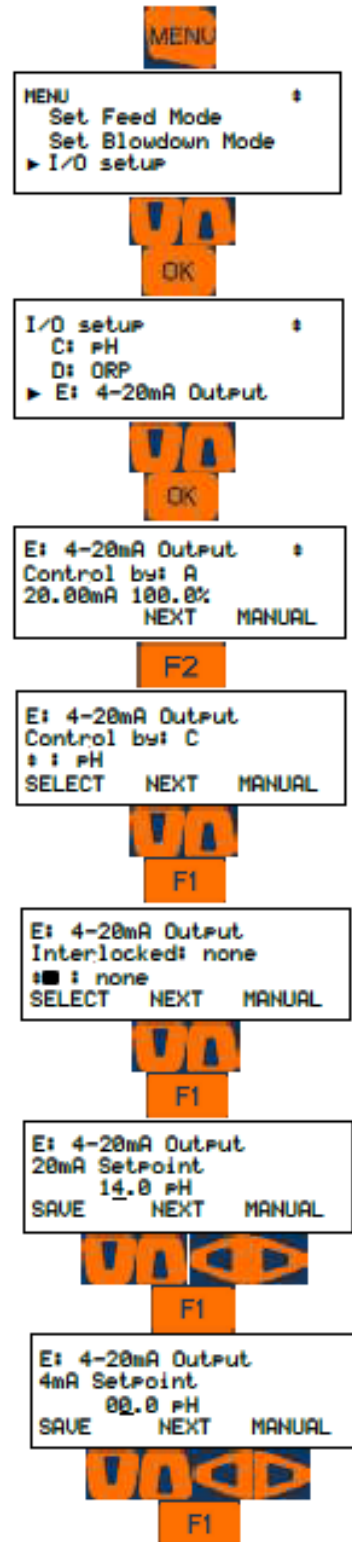 MENU
MENU ⬍
Set Feed Mode
Set Blowdown Mode
► I/O setup
OK
I/O setup ⬍
C: pH
D: ORP
► E: 4-20mA Output
OK
E: 4-20mA Output ⬍
Control by: A
20.00mA 100.0%
NEXT MANUAL
F2
E: 4-20mA Output
Control by: C
⬍ : pH
SELECT NEXT MANUAL
F1
E: 4-20mA Output
Interlocked: none
⬍■ : none
SELECT NEXT MANUAL
F1
E: 4-20mA Output
20mA Setpoint
14.0 pH
SAVE NEXT MANUAL
F1
E: 4-20mA Output
4mA Setpoint
00.0 pH
SAVE NEXT MANUAL
F1